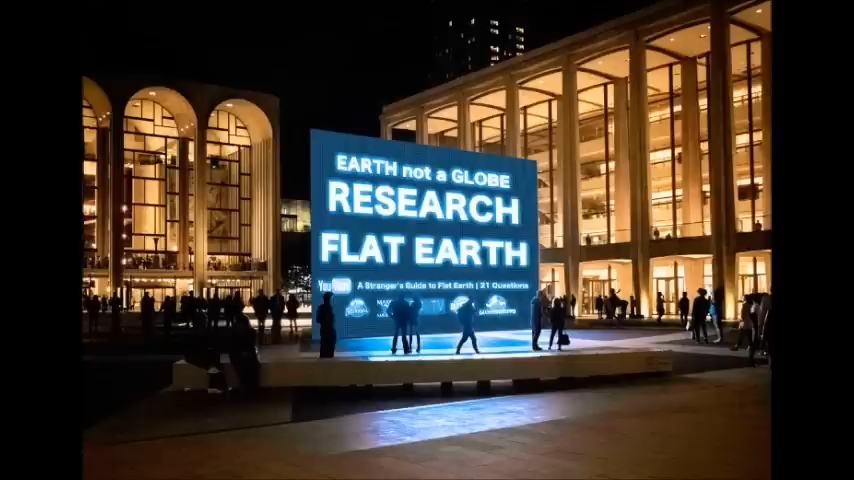 EARTH not a GLOBE
RESEARCH
FLAT EARTH
YouTube A Stranger's Guide to Flat Earth | 21 Questions